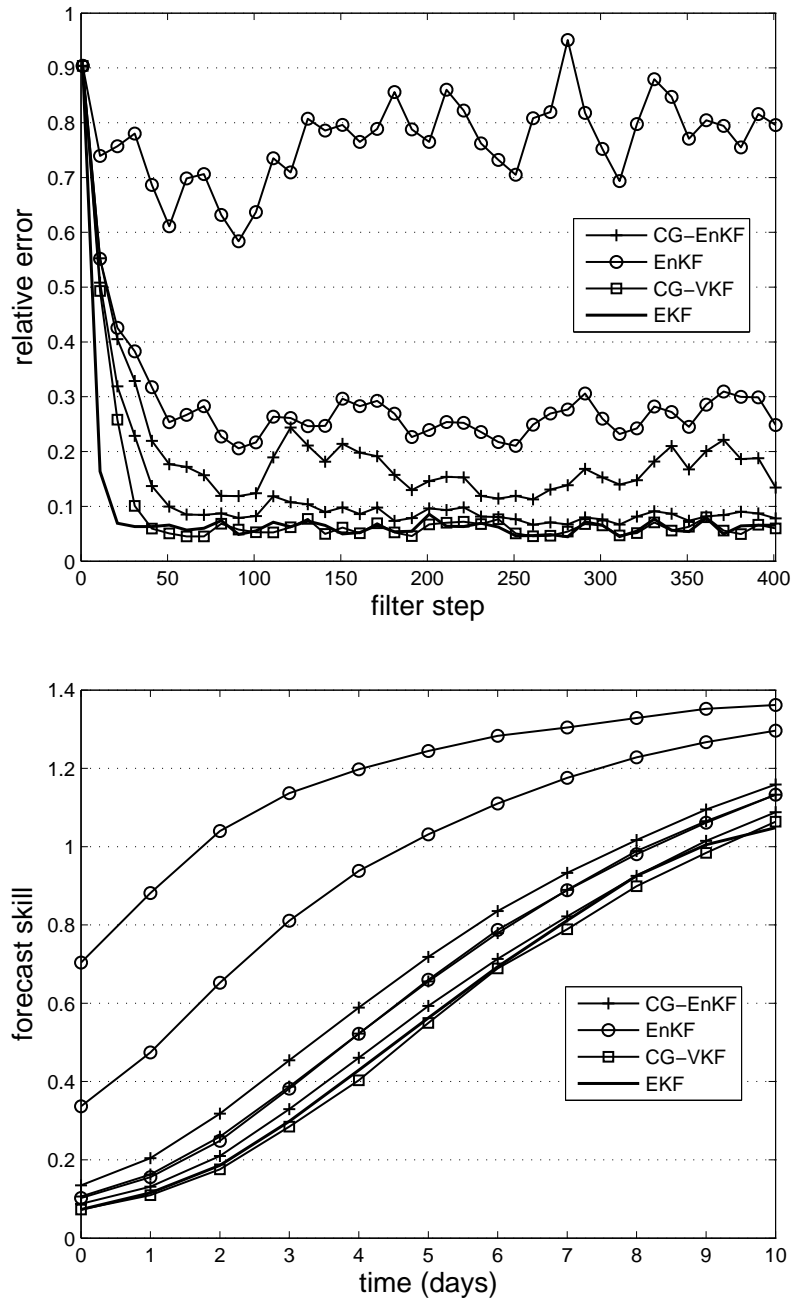 1
0.9
0.8
0.7
0.6
0.5
0.4
0.3
0.2
0.1
0
relative error
CG−EnKF
EnKF
CG−VKF
EKF
0 50 100 150 200 250 300 350 400
filter step
1.4
1.2
1
0.8
0.6
0.4
0.2
0
forecast skill
CG−EnKF
EnKF
CG−VKF
EKF
0 1 2 3 4 5 6 7 8 9 10
time (days)